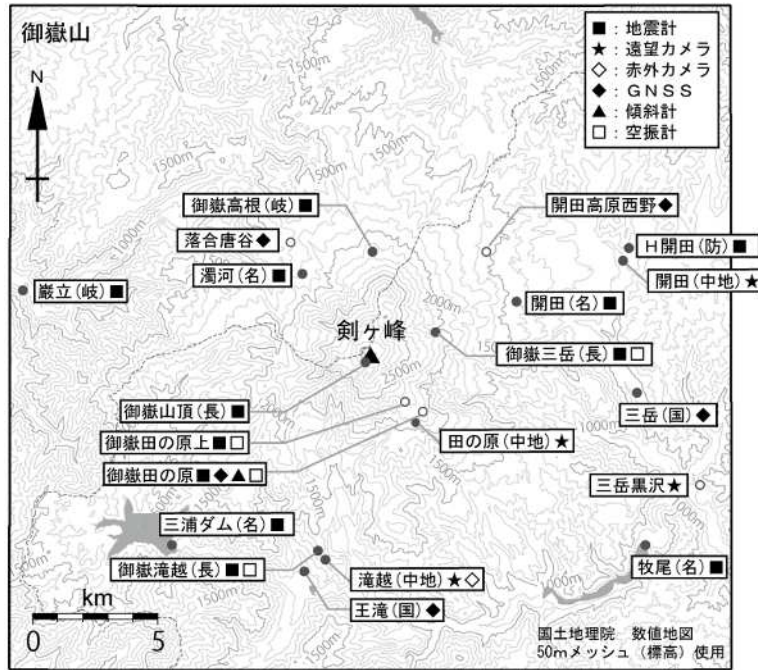 御嶽山
N
■：地震計
★：遠望カメラ
◇：赤外カメラ
◆：ＧＮＳＳ
▲：傾斜計
□：空振計
1500m
500m
1500m
1500m
御嶽高根(岐)■
開田高原西野◆
落合唐谷◆
H開田(防)■
1000m
濁河(名)■
開田(中地)★
巌立(岐)■
2000m
開田(名)■
剣ヶ峰
御嶽三岳(長)■□
2500m
御嶽山頂(長)■
三岳(国)◆
1000m
御嶽田の原上■□
田の原(中地)★
御嶽田の原■◆▲□
三岳黒沢★
1500m
三浦ダム(名)■
御嶽滝越(長)■□
滝越(中地)★◇
牧尾(名)■
1000m
王滝(国)◆
1500m
km
0 5
国土地理院　数値地図
50mメッシュ（標高）使用